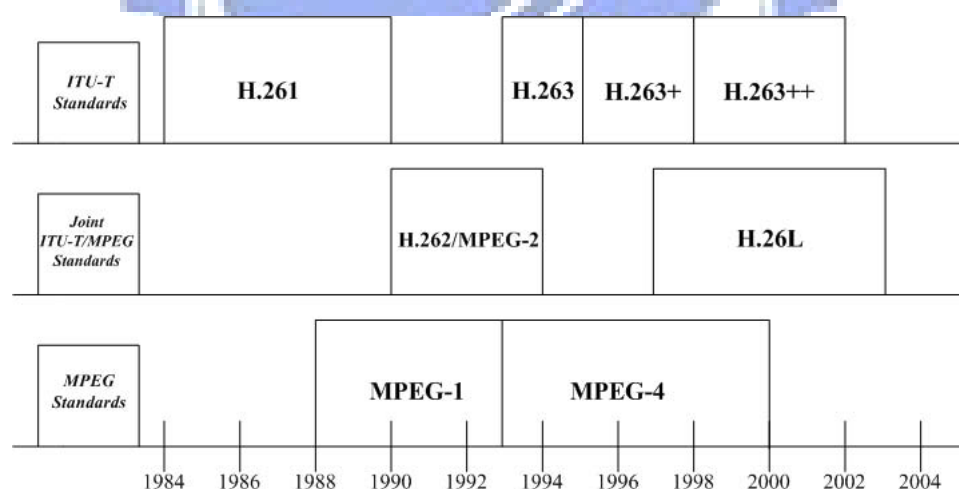 ITU-T
Standards
H.261
H.263
H.263+
H.263++
Joint
ITU-T/MPEG
Standards
H.262/MPEG-2
H.26L
MPEG
Standards
MPEG-1
MPEG-4
1984 1986 1988 1990 1992 1994 1996 1998 2000 2002 2004